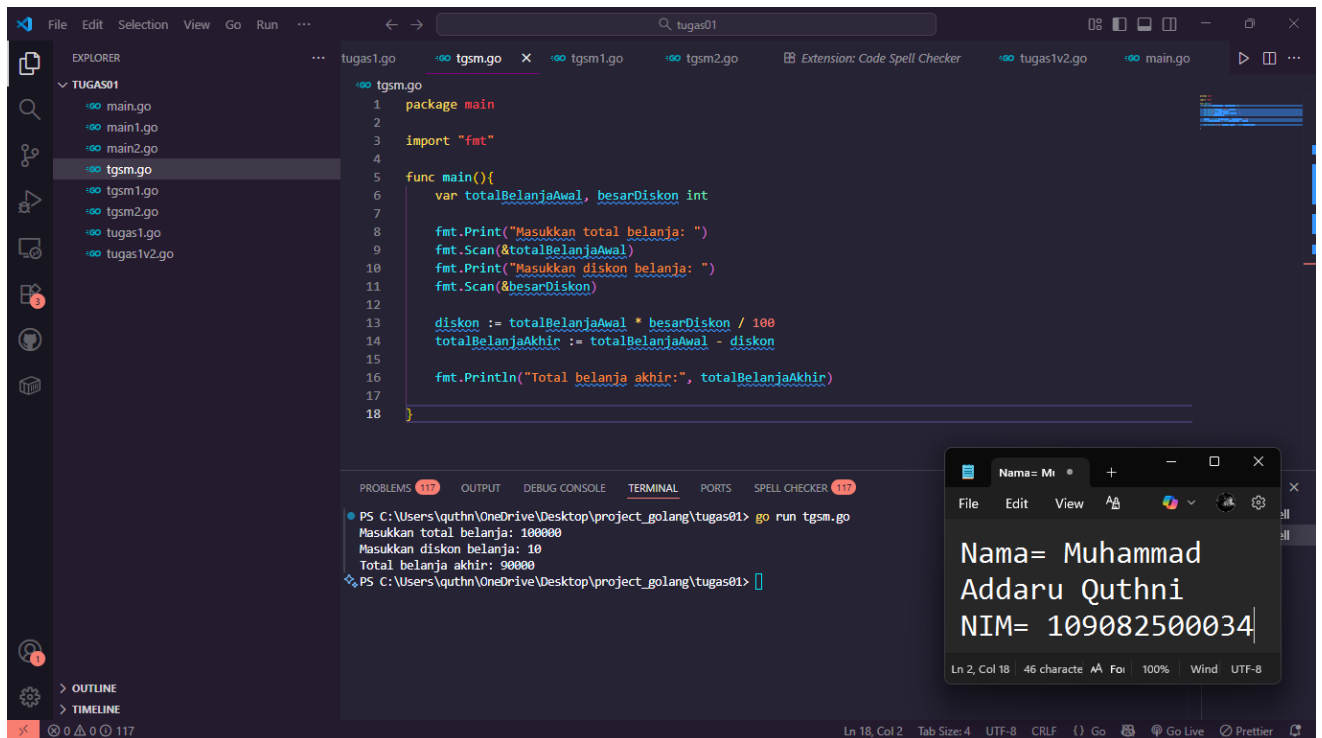 File Edit Selection View Go Run ...
tugas01
EXPLORER
TUGAS01
main.go
main1.go
main2.go
tgsm.go
tgsm1.go
tgsm2.go
tugas1.go
tugas1v2.go
OUTLINE
TIMELINE
3
1
tugas1.go tgsm.go tgsm1.go tgsm2.go Extension: Code Spell Checker tugas1v2.go main.go
tgsm.go
1 package main
2
3 import "fmt"
4
5 func main(){
6 var totalBelanjaAwal, besarDiskon int
7
8 fmt.Print("Masukkan total belanja: ")
9 fmt.Scan(&totalBelanjaAwal)
10 fmt.Print("Masukkan diskon belanja: ")
11 fmt.Scan(&besarDiskon)
12
13 diskon := totalBelanjaAwal * besarDiskon / 100
14 totalBelanjaAkhir := totalBelanjaAwal - diskon
15
16 fmt.Println("Total belanja akhir:", totalBelanjaAkhir)
17
18 }
PROBLEMS 117 OUTPUT DEBUG CONSOLE TERMINAL PORTS SPELL CHECKER 117
PS C:\Users\quthn\OneDrive\Desktop\project_golang\tugas01> go run tgsm.go
Masukkan total belanja: 100000
Masukkan diskon belanja: 10
Total belanja akhir: 90000
PS C:\Users\quthn\OneDrive\Desktop\project_golang\tugas01>
Nama= Mu
File Edit View
Nama= Muhammad
Addaru Quthni
NIM= 109082500034
Ln 2, Col 18 46 characte For 100% Wind UTF-8
0 0 117
Ln 18, Col 2 Tab Size: 4 UTF-8 CRLF {} Go Go Live Prettier